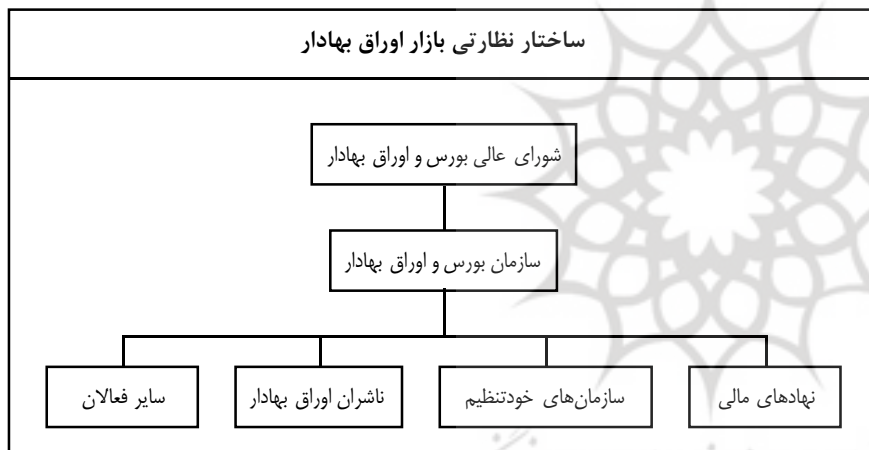 ساختار نظارتی بازار اوراق بهادار
شورای عالی بورس و اوراق بهادار
سازمان بورس و اوراق بهادار
نهادهای مالی
سازمان‌های خودتنظیم
ناشران اوراق بهادار
سایر فعالان